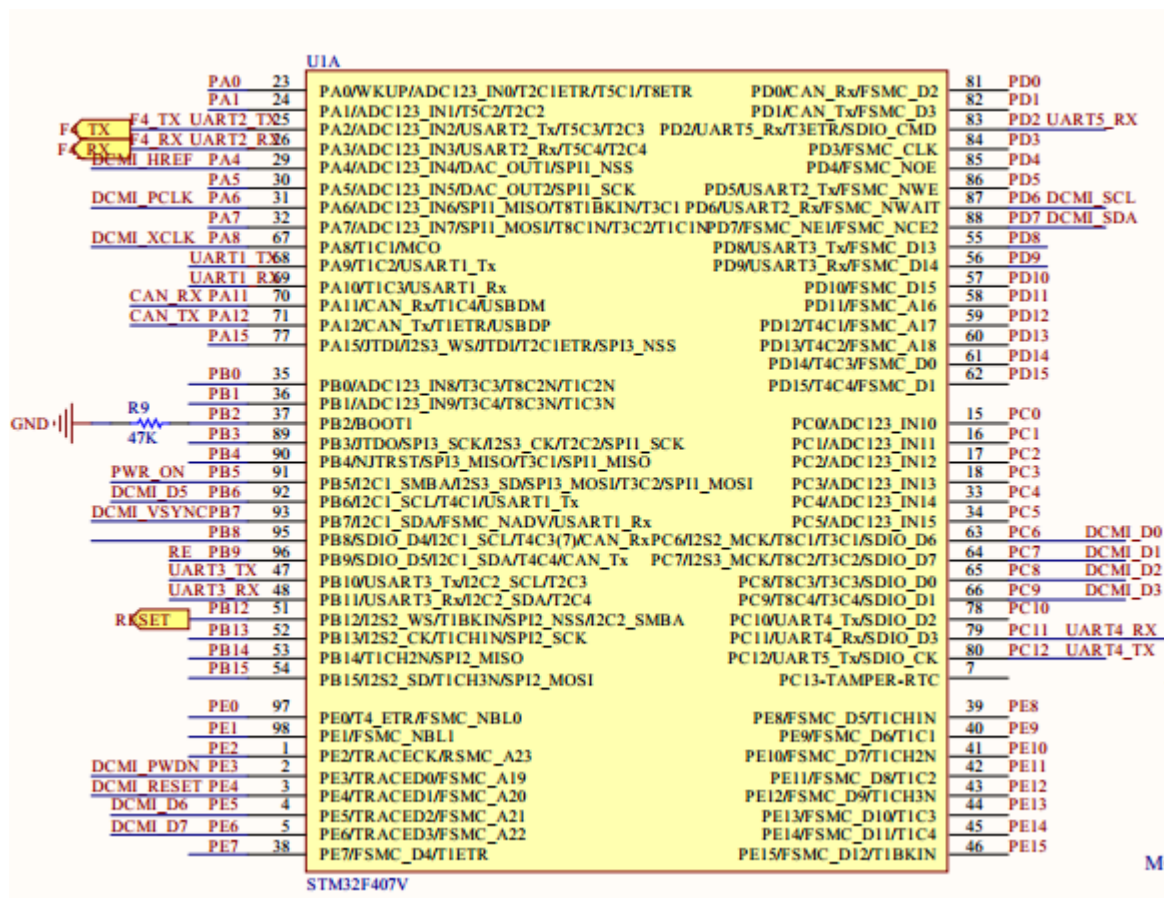 U1A
PA0 23 PA0/WKUP/ADC123_IN0/T2C1ETR/T5C1/T8ETR PD0/CAN_Rx/FSMC_D2 81 PD0
PA1 24 PA1/ADC123_IN1/T5C2/T2C2 PD1/CAN_Tx/FSMC_D3 82 PD1
F4_TX F4_TX UART2_TX 25 PA2/ADC123_IN2/USART2_Tx/T5C3/T2C3 PD2/UART5_Rx/T3ETR/SDIO_CMD 83 PD2 UART5_RX
F4_RX F4_RX UART2_RX 26 PA3/ADC123_IN3/USART2_Rx/T5C4/T2C4 PD3/FSMC_CLK 84 PD3
DCMI_HREF PA4 29 PA4/ADC123_IN4/DAC_OUT1/SPI1_NSS PD4/FSMC_NOE 85 PD4
PA5 30 PA5/ADC123_IN5/DAC_OUT2/SPI1_SCK PD5/USART2_Tx/FSMC_NWE 86 PD5
DCMI_PCLK PA6 31 PA6/ADC123_IN6/SPI1_MISO/T8T1BKIN/T3C1 PD6/USART2_Rx/FSMC_NWAIT 87 PD6 DCMI_SCL
PA7 32 PA7/ADC123_IN7/SPI1_MOSI/T8C1N/T3C2/T1C1N PD7/FSMC_NE1/FSMC_NCE2 88 PD7 DCMI_SDA
DCMI_XCLK PA8 67 PA8/T1C1/MCO PD8/USART3_Tx/FSMC_D13 55 PD8
UART1_TX 68 PA9/T1C2/USART1_Tx PD9/USART3_Rx/FSMC_D14 56 PD9
UART1_RX 69 PA10/T1C3/USART1_Rx PD10/FSMC_D15 57 PD10
CAN_RX PA11 70 PA11/CAN_Rx/T1C4/USBDM PD11/FSMC_A16 58 PD11
CAN_TX PA12 71 PA12/CAN_Tx/T1ETR/USBDP PD12/T4C1/FSMC_A17 59 PD12
PA15 77 PA15/JTDI/I2S3_WS/JTDI/T2C1ETR/SPI3_NSS PD13/T4C2/FSMC_A18 60 PD13
PD14/T4C3/FSMC_D0 61 PD14
PB0 35 PB0/ADC123_IN8/T3C3/T8C2N/T1C2N PD15/T4C4/FSMC_D1 62 PD15
PB1 36 PB1/ADC123_IN9/T3C4/T8C3N/T1C3N
GND R9 47K PB2 37 PB2/BOOT1 PC0/ADC123_IN10 15 PC0
PB3 89 PB3/JTDO/SPI3_SCK/I2S3_CK/T2C2/SPI1_SCK PC1/ADC123_IN11 16 PC1
PB4 90 PB4/NJTRST/SPI3_MISO/T3C1/SPI1_MISO PC2/ADC123_IN12 17 PC2
PWR_ON PB5 91 PB5/I2C1_SMBA/I2S3_SD/SPI3_MOSI/T3C2/SPI1_MOSI PC3/ADC123_IN13 18 PC3
DCMI_D5 PB6 92 PB6/I2C1_SCL/T4C1/USART1_Tx PC4/ADC123_IN14 33 PC4
DCMI_VSYNC PB7 93 PB7/I2C1_SDA/FSMC_NADV/USART1_Rx PC5/ADC123_IN15 34 PC5
PB8 95 PB8/SDIO_D4/I2C1_SCL/T4C3(7)/CAN_Rx PC6/I2S2_MCK/T8C1/T3C1/SDIO_D6 63 PC6 DCMI_D0
RE PB9 96 PB9/SDIO_D5/I2C1_SDA/T4C4/CAN_Tx PC7/I2S3_MCK/T8C2/T3C2/SDIO_D7 64 PC7 DCMI_D1
UART3_TX 47 PB10/USART3_Tx/I2C2_SCL/T2C3 PC8/T8C3/T3C3/SDIO_D0 65 PC8 DCMI_D2
UART3_RX 48 PB11/USART3_Rx/I2C2_SDA/T2C4 PC9/T8C4/T3C4/SDIO_D1 66 PC9 DCMI_D3
RESET PB12 51 PB12/I2S2_WS/T1BKIN/SPI2_NSS/I2C2_SMBA PC10/UART4_Tx/SDIO_D2 78 PC10
PB13 52 PB13/I2S2_CK/T1CH1N/SPI2_SCK PC11/UART4_Rx/SDIO_D3 79 PC11 UART4_RX
PB14 53 PB14/T1CH2N/SPI2_MISO PC12/UART5_Tx/SDIO_CK 80 PC12 UART4_TX
PB15 54 PB15/I2S2_SD/T1CH3N/SPI2_MOSI PC13-TAMPER-RTC 7
PE0 97 PE0/T4_ETR/FSMC_NBL0 PE8/FSMC_D5/T1CH1N 39 PE8
PE1 98 PE1/FSMC_NBL1 PE9/FSMC_D6/T1C1 40 PE9
PE2 1 PE2/TRACECK/RSMC_A23 PE10/FSMC_D7/T1CH2N 41 PE10
DCMI_PWDN PE3 2 PE3/TRACED0/FSMC_A19 PE11/FSMC_D8/T1C2 42 PE11
DCMI_RESET PE4 3 PE4/TRACED1/FSMC_A20 PE12/FSMC_D9/T1CH3N 43 PE12
DCMI_D6 PE5 4 PE5/TRACED2/FSMC_A21 PE13/FSMC_D10/T1C3 44 PE13
DCMI_D7 PE6 5 PE6/TRACED3/FSMC_A22 PE14/FSMC_D11/T1C4 45 PE14
PE7 38 PE7/FSMC_D4/T1ETR PE15/FSMC_D12/T1BKIN 46 PE15
M
STM32F407V